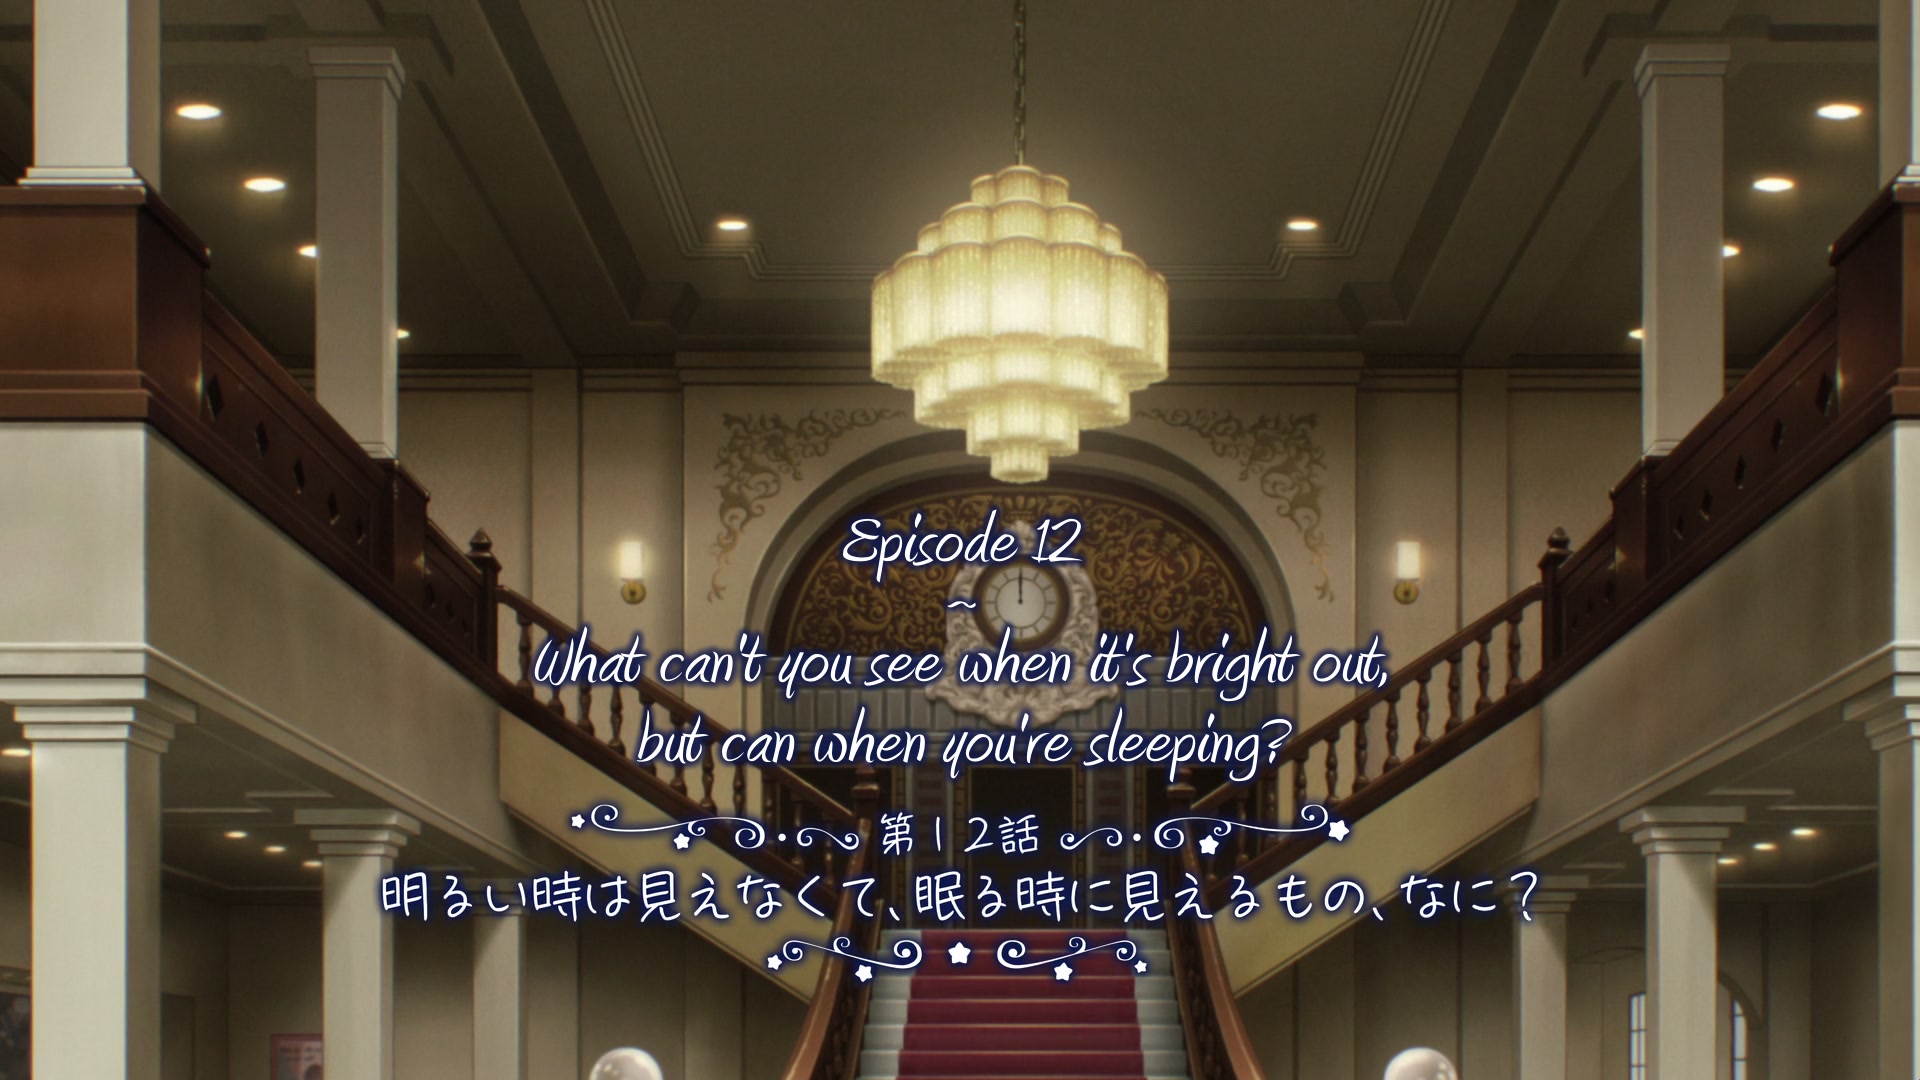 Episode 12
~
What can't you see when it's bright out,
but can when you're sleeping?
第12話
明るい時は見えなくて、眠る時に見えるもの、なに?